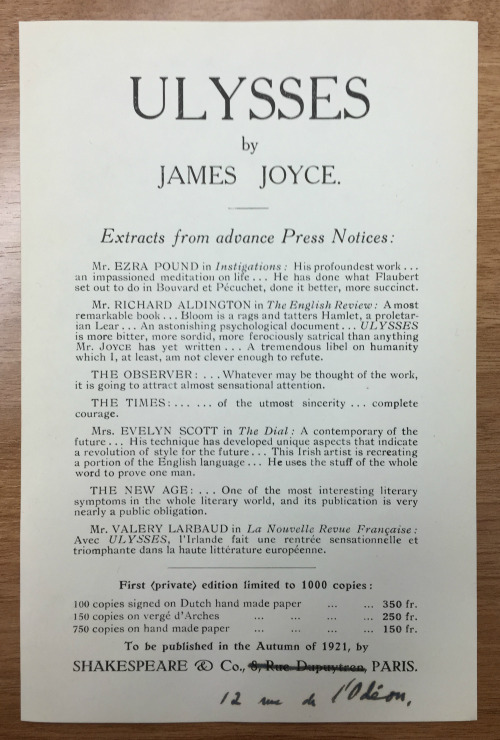 ULYSSES
by
JAMES JOYCE.
Extracts from advance Press Notices:
Mr. EZRA POUND in Instigations: His profoundest work ...
an impassioned meditation on life ... He has done what Flaubert
set out to do in Bouvard et Pécuchet, done it better, more succinct.
Mr. RICHARD ALDINGTON in The English Review: A most
remarkable book ... Bloom is a rags and tatters Hamlet, a proletar-
ian Lear ... An astonishing psychological document ... ULYSSES
is more bitter, more sordid, more ferociously satirical than anything
Mr. JOYCE has yet written ... A tremendous libel on humanity
which I, at least, am not clever enough to refute.
THE OBSERVER: ... Whatever may be thought of the work,
it is going to attract almost sensational attention.
THE TIMES: ... ... of the utmost sincerity ... complete
courage.
Mrs. EVELYN SCOTT in The Dial: A contemporary of the
future ... His technique has developed unique aspects that indicate
a revolution of style for the future ... This Irish artist is recreating
a portion of the English language ... He uses the stuff of the whole
word to prove one man.
THE NEW AGE: ... One of the most interesting literary
symptoms in the whole literary world, and its publication is very
nearly a public obligation.
Mr. VALERY LARBAUD in La Nouvelle Revue Française:
Avec ULYSSES, l'Irlande fait une rentrée sensationnelle et
triomphante dans la haute littérature européenne.
First (private) edition limited to 1000 copies:
100 copies signed on Dutch hand made paper ... ... 350 fr.
150 copies on vergé d'Arches ... ... ... ... 250 fr.
750 copies on hand made paper ... ... ... ... 150 fr.
To be published in the Autumn of 1921, by
SHAKESPEARE & Co., 8, Rue Dupuytren, PARIS.
12 rue de l'Odéon,